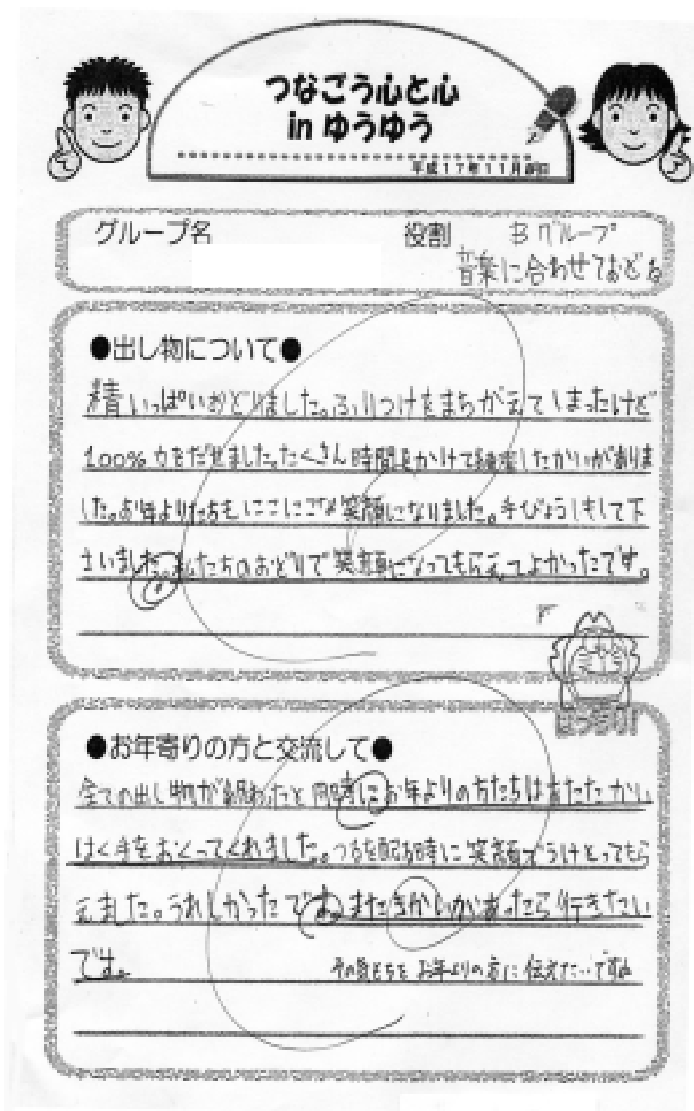 つなごう心と心
in ゆうゆう
平成17年11月
グループ名
役割 Bグループ
音楽に合わせておどる
●出し物について●
精いっぱいおどりました。ふりつけをまちがえてしまったけど
100%力をだせました。たくさん時間をかけて練習したかいがありま
した。お年よりたちもにこにこな笑顔になりました。手びょうしもして下
さいました。わたしたちのおどりで笑顔になってもらえてよかったです。
ばっちり!
●お年寄りの方と交流して●
全ての出し物が終わったと同時にお年よりの方たちはあたたかい
はく手をおくってくれました。つるを配る時に笑顔でうけとってもら
えました。うれしかったです。またきかいがあったら行きたい
です。
その気もちをお年よりの方に伝えたいですね